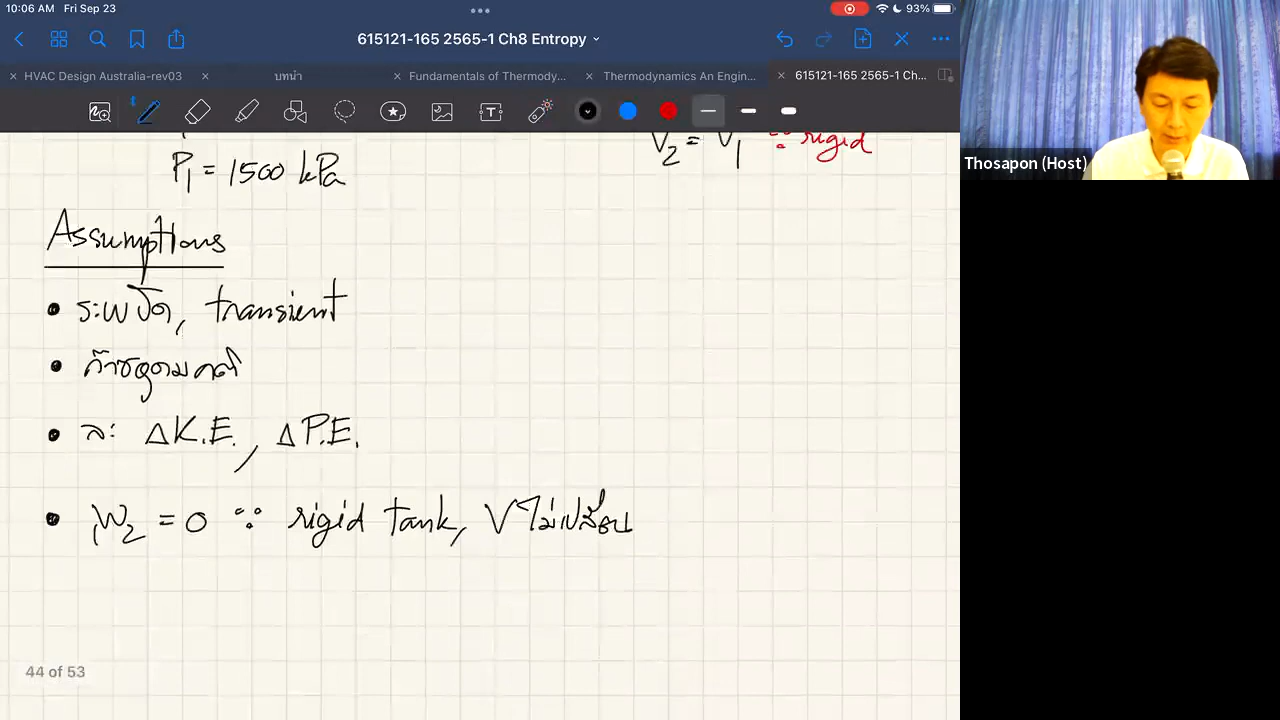 10:06 AM Fri Sep 23
93%
615121-165 2565-1 Ch8 Entropy
HVAC Design Australia-rev03
บทนำ
Fundamentals of Thermody...
Thermodynamics An Engin...
615121-165 2565-1 Ch...
V₂ = V₁ ∵ rigid
P₁ = 1500 kPa
Thosapon (Host)
Assumptions
• ระบบปิด, transient
• ก๊าซอุดมคติ
• ละ ΔK.E., ΔP.E.
• ₁W₂ = 0 ∵ rigid tank, V ไม่เปลี่ยน
44 of 53